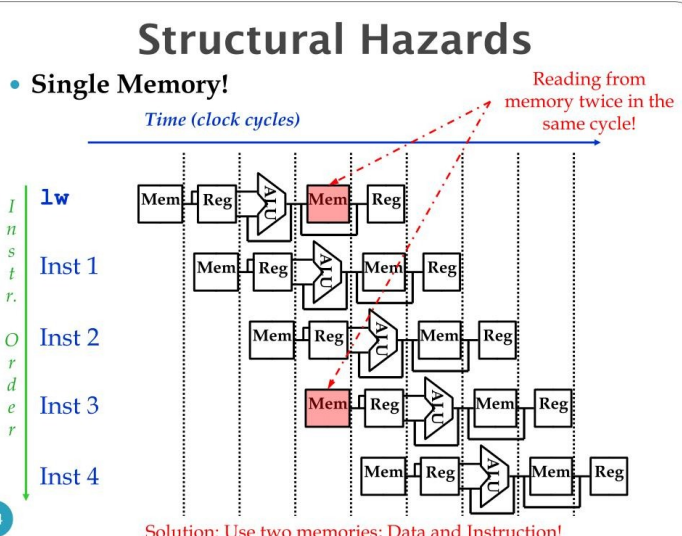 Structural Hazards
• Single Memory!
Reading from
memory twice in the
same cycle!
Time (clock cycles)
Instr. Order
lw
Mem Reg ALU Mem Reg
Inst 1
Mem Reg ALU Mem Reg
Inst 2
Mem Reg ALU Mem Reg
Inst 3
Mem Reg ALU Mem Reg
Inst 4
Mem Reg ALU Mem Reg
Solution: Use two memories: Data and Instruction!